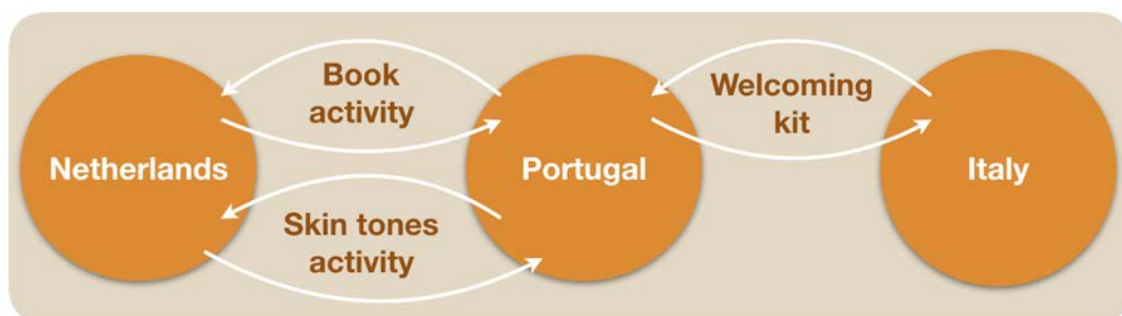 Book
activity
Welcoming
kit
Netherlands
Portugal
Italy
Skin tones
activity